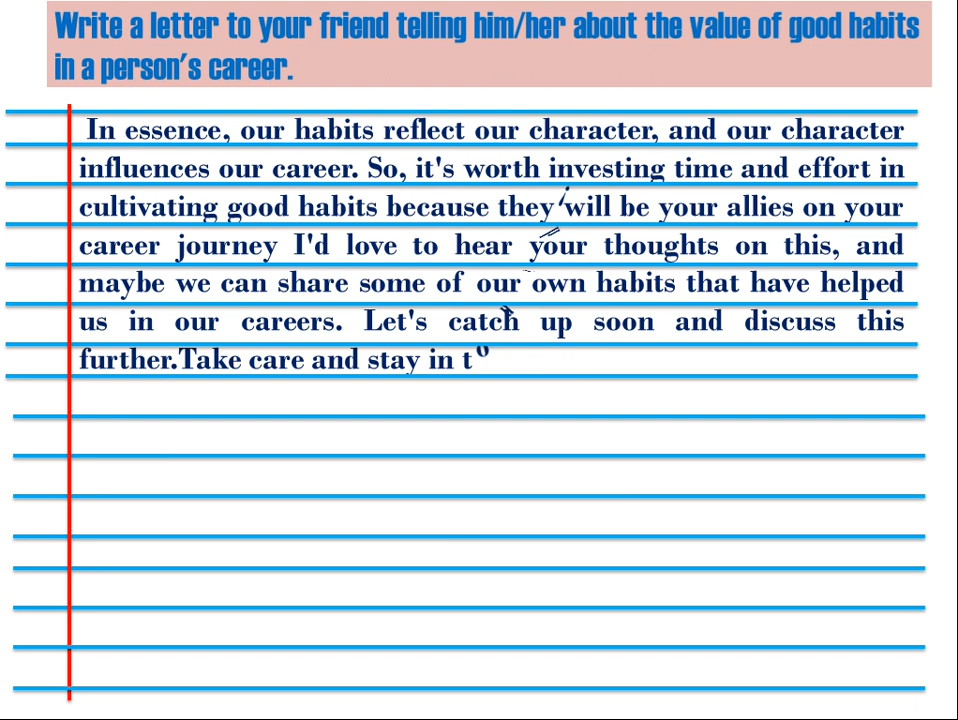 Write a letter to your friend telling him/her about the value of good habits
in a person's career.
In essence, our habits reflect our character, and our character
influences our career. So, it's worth investing time and effort in
cultivating good habits because they will be your allies on your
career journey I'd love to hear your thoughts on this, and
maybe we can share some of our own habits that have helped
us in our careers. Let's catch up soon and discuss this
further.Take care and stay in to